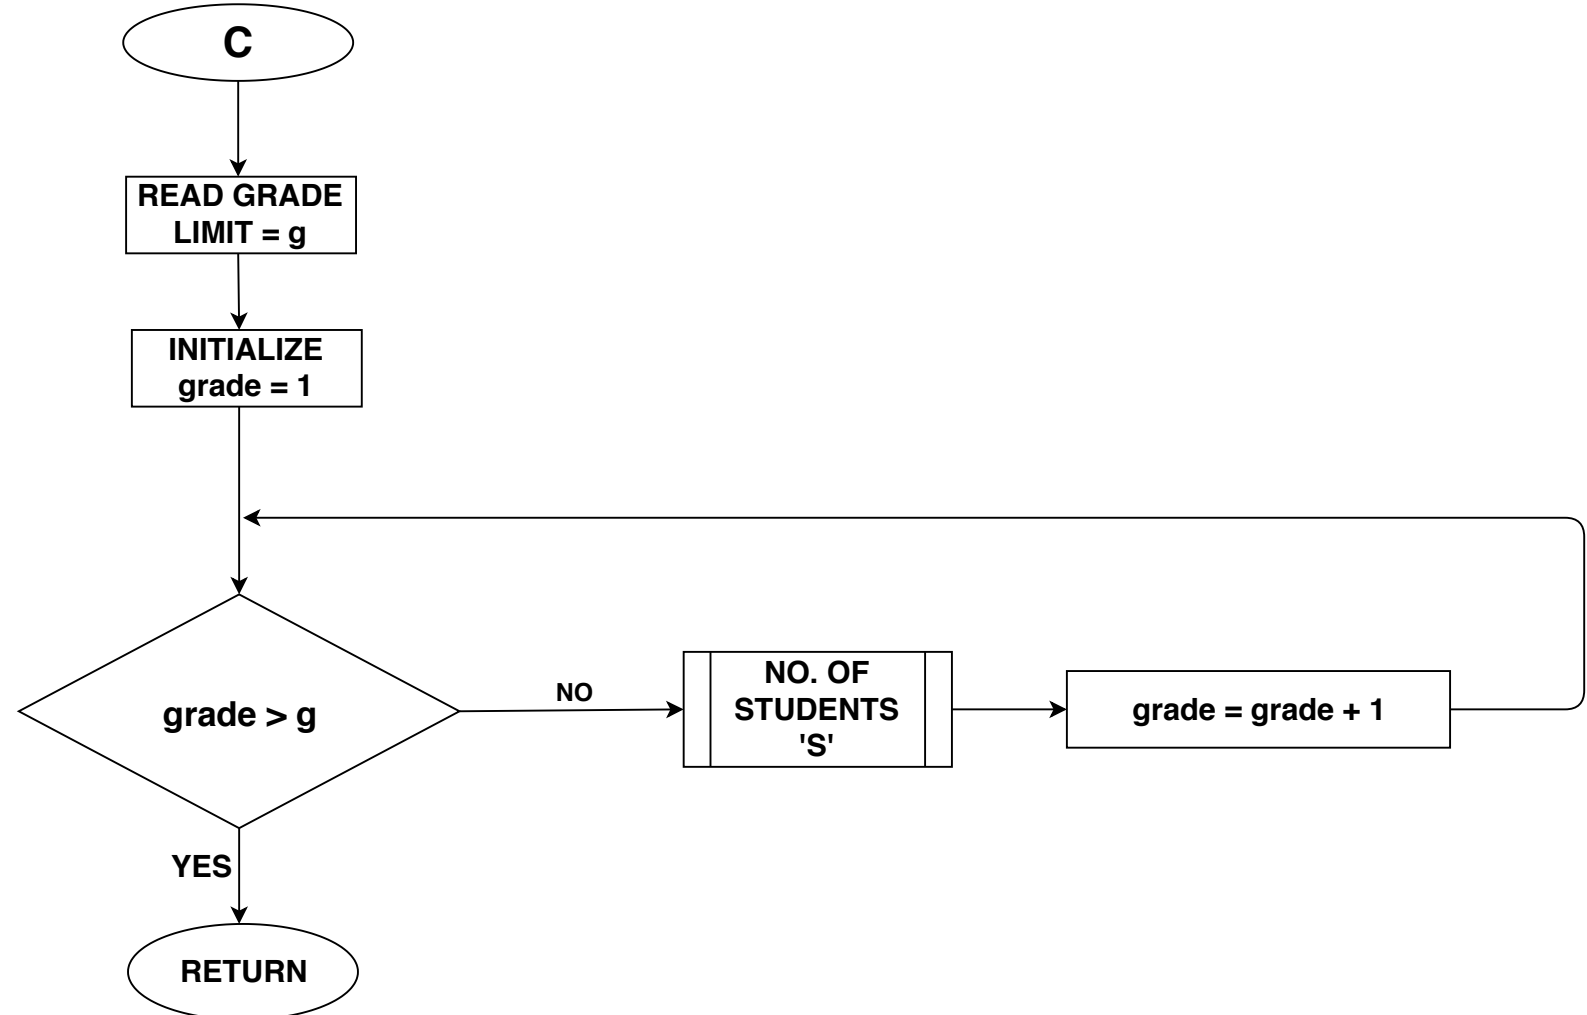 C
READ GRADE
LIMIT = g
INITIALIZE
grade = 1
grade > g
NO
NO. OF
STUDENTS
'S'
grade = grade + 1
YES
RETURN